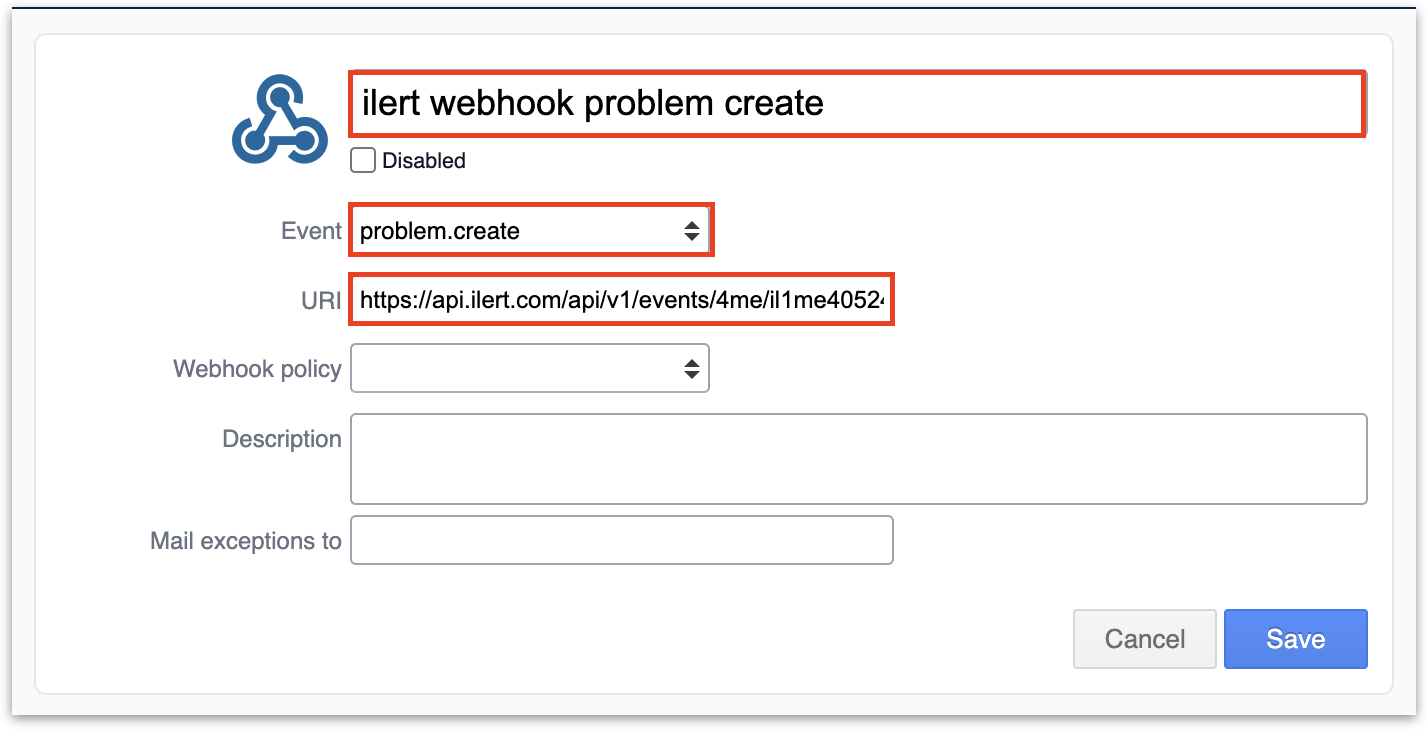 ilert webhook problem create
Disabled
Event problem.create
URI https://api.ilert.com/api/v1/events/4me/il1me4052
Webhook policy
Description
Mail exceptions to
Cancel Save